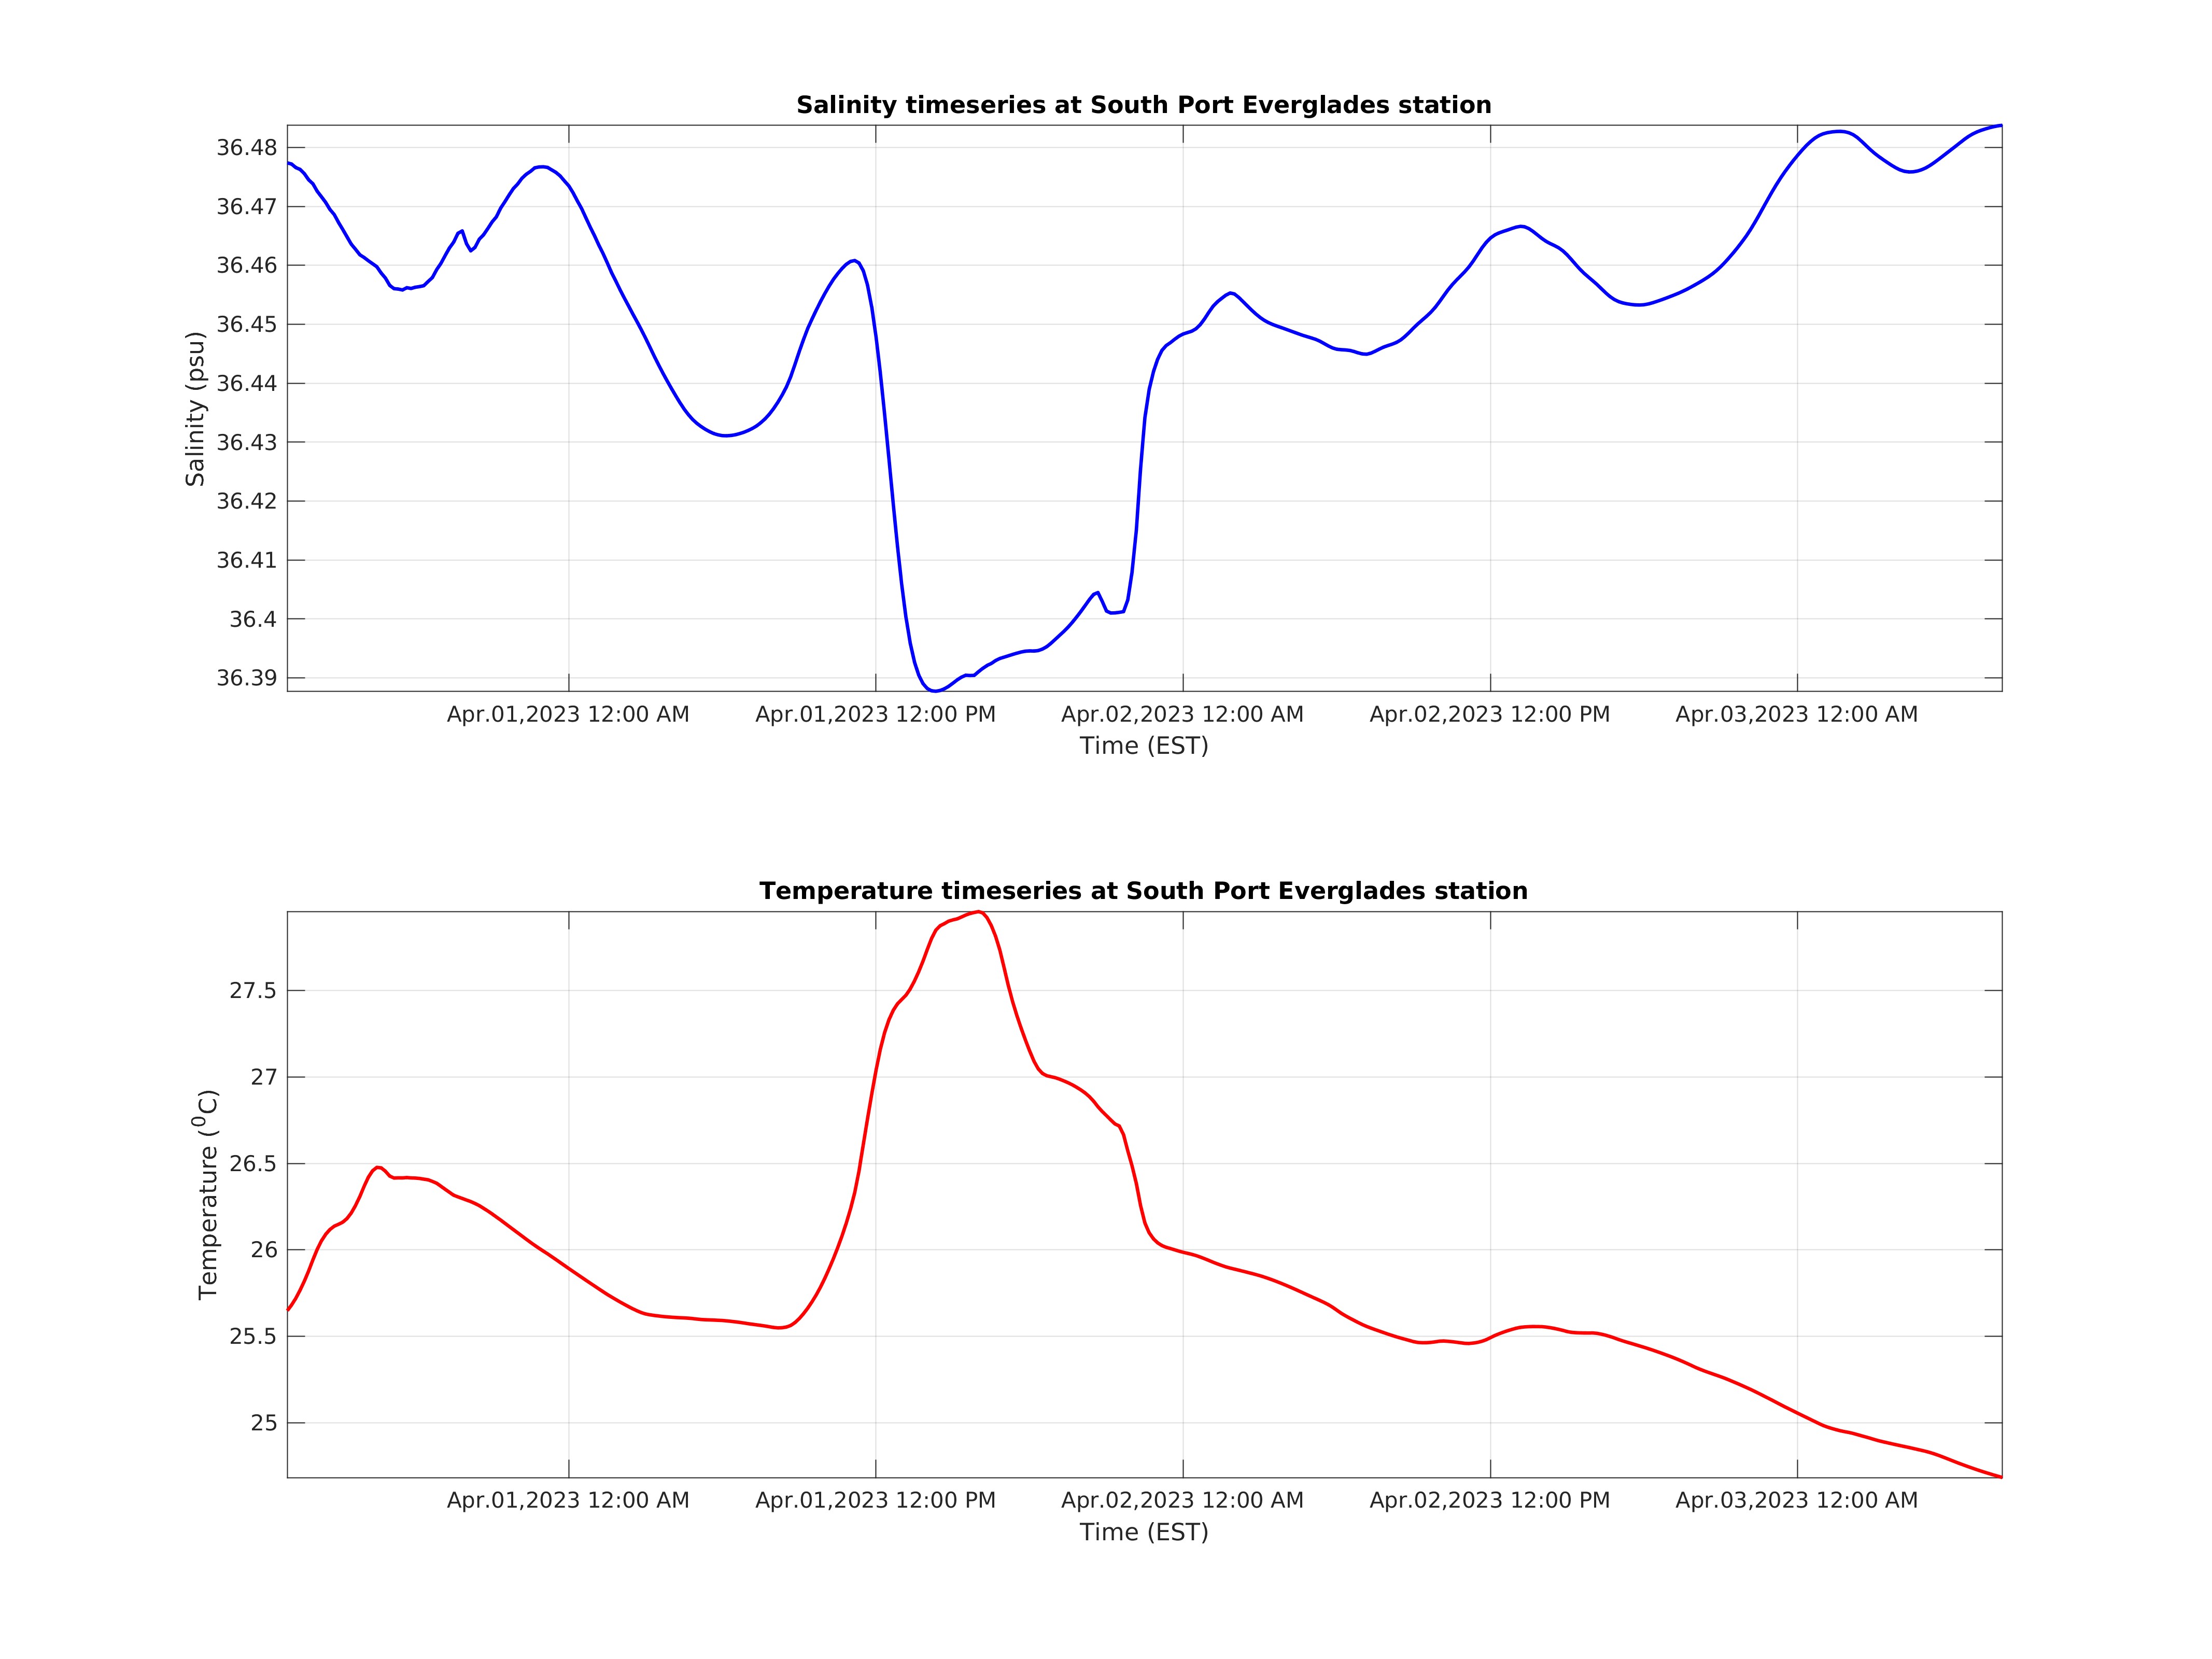 Salinity timeseries at South Port Everglades station
36.48
36.47
36.46
36.45
36.44
36.43
36.42
36.41
36.4
36.39
Salinity (psu)
Apr.01,2023 12:00 AM
Apr.01,2023 12:00 PM
Apr.02,2023 12:00 AM
Apr.02,2023 12:00 PM
Apr.03,2023 12:00 AM
Time (EST)
Temperature timeseries at South Port Everglades station
27.5
27
26.5
26
25.5
25
Temperature (⁰C)
Apr.01,2023 12:00 AM
Apr.01,2023 12:00 PM
Apr.02,2023 12:00 AM
Apr.02,2023 12:00 PM
Apr.03,2023 12:00 AM
Time (EST)